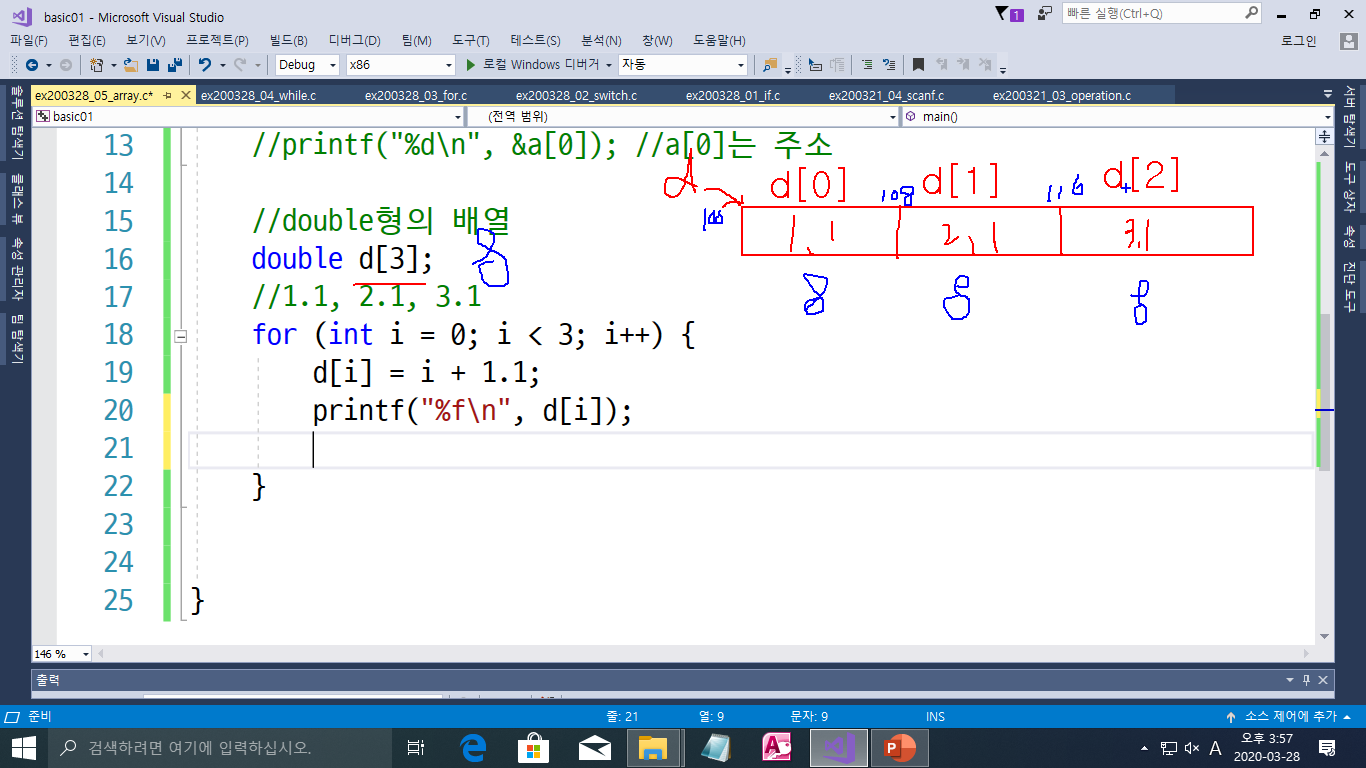 basic01 - Microsoft Visual Studio
1
빠른 실행(Ctrl+Q)
파일(F) 편집(E) 보기(V) 프로젝트(P) 빌드(B) 디버그(D) 팀(M) 도구(T) 테스트(S) 분석(N) 창(W) 도움말(H)
로그인
Debug x86 로컬 Windows 디버거 자동
ex200328_05_array.c* ex200328_04_while.c ex200328_03_for.c ex200328_02_switch.c ex200328_01_if.c ex200321_04_scanf.c ex200321_03_operation.c
basic01 (전역 범위) main()
솔루션 탐색기
클래스 뷰
속성 관리자
팀 탐색기
서버 탐색기
도구 상자
속성
진단 도구
13 //printf("%d\n", &a[0]); //a[0]는 주소
14
15 //double형의 배열
16 double d[3];
17 //1.1, 2.1, 3.1
18 for (int i = 0; i < 3; i++) {
19 d[i] = i + 1.1;
20 printf("%f\n", d[i]);
21
22 }
23
24
25 }
d d[0] d[1] d[2]
100 108 116
1.1 2.1 3.1
8 8 8 8
146 %
출력
준비 줄: 21 열: 9 문자: 9 INS 소스 제어에 추가
검색하려면 여기에 입력하십시오.
A
오후 3:57
2020-03-28